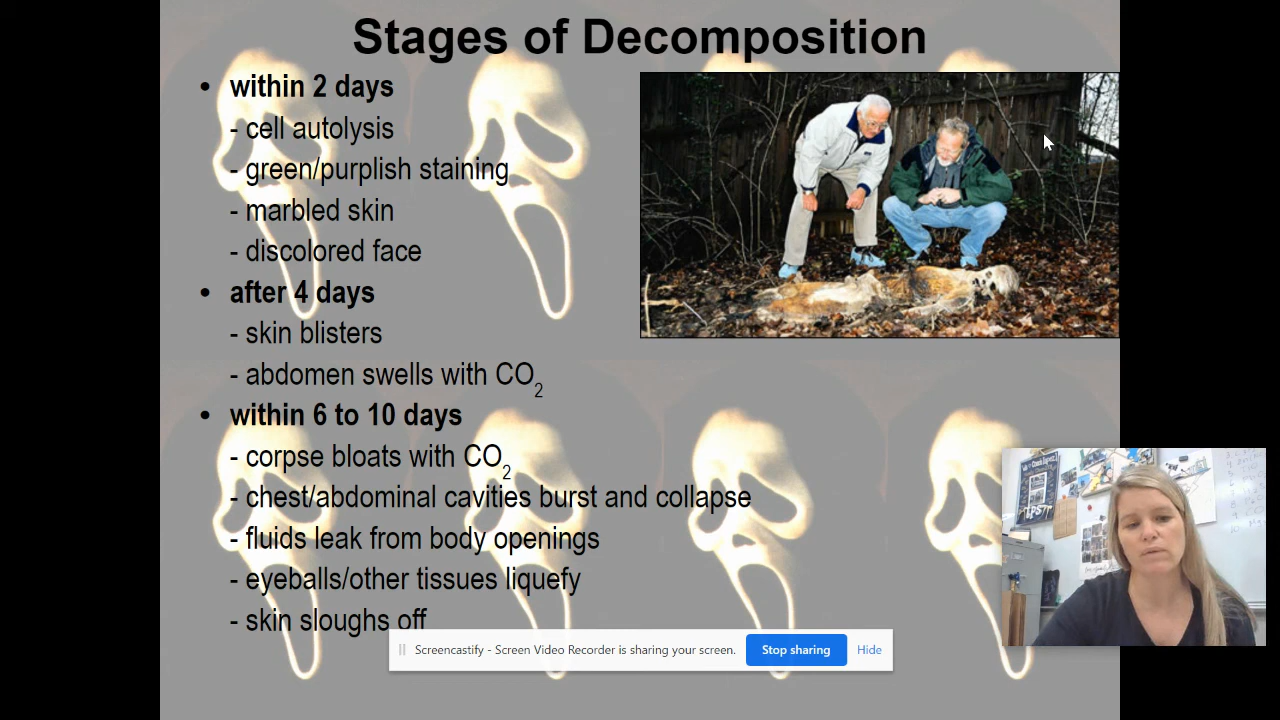 Stages of Decomposition
• within 2 days
- cell autolysis
- green/purplish staining
- marbled skin
- discolored face
• after 4 days
- skin blisters
- abdomen swells with CO₂
• within 6 to 10 days
- corpse bloats with CO₂
- chest/abdominal cavities burst and collapse
- fluids leak from body openings
- eyeballs/other tissues liquefy
- skin sloughs off
Screencastify - Screen Video Recorder is sharing your screen. Stop sharing Hide